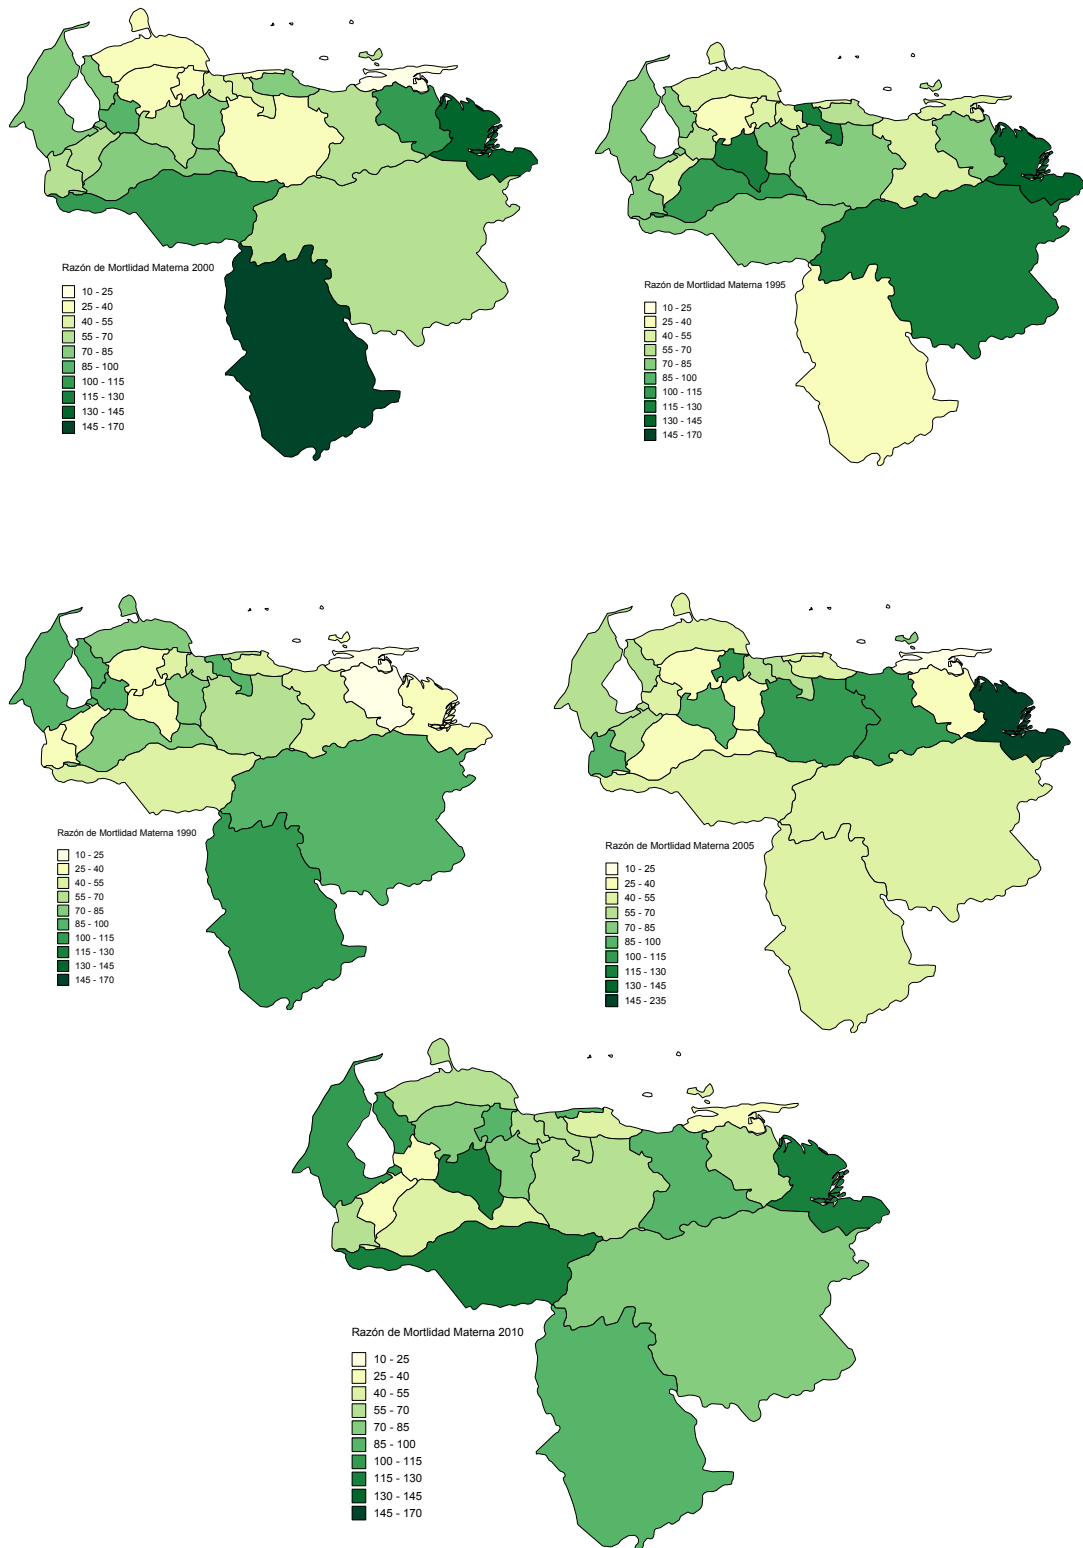 Razón de Mortlidad Materna 2000
10 - 25
25 - 40
40 - 55
55 - 70
70 - 85
85 - 100
100 - 115
115 - 130
130 - 145
145 - 170
Razón de Mortlidad Materna 1995
10 - 25
25 - 40
40 - 55
55 - 70
70 - 85
85 - 100
100 - 115
115 - 130
130 - 145
145 - 170
Razón de Mortlidad Materna 1990
10 - 25
25 - 40
40 - 55
55 - 70
70 - 85
85 - 100
100 - 115
115 - 130
130 - 145
145 - 170
Razón de Mortlidad Materna 2005
10 - 25
25 - 40
40 - 55
55 - 70
70 - 85
85 - 100
100 - 115
115 - 130
130 - 145
145 - 235
Razón de Mortlidad Materna 2010
10 - 25
25 - 40
40 - 55
55 - 70
70 - 85
85 - 100
100 - 115
115 - 130
130 - 145
145 - 170